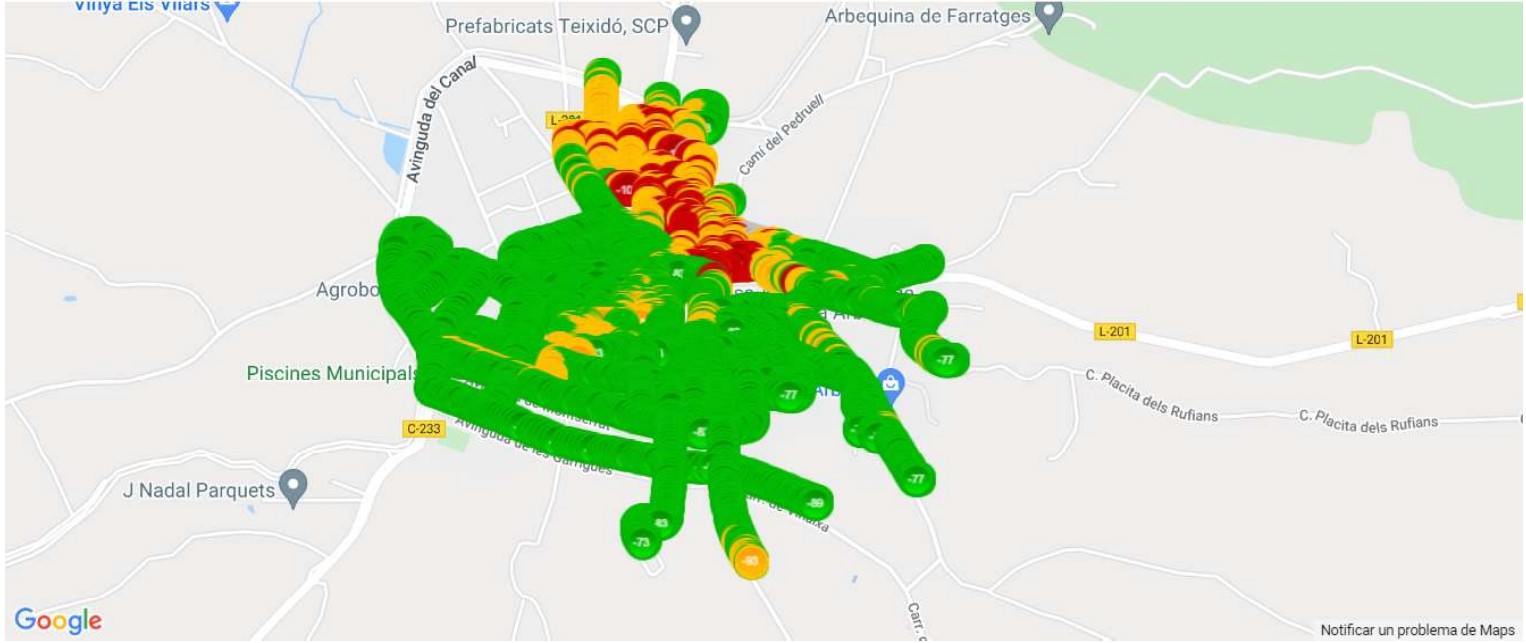 Vinya Els Vilars
Prefabricats Teixidó, SCP
Arbequina de Farratges
Avinguda del Canal
L-201
Camí del Pedruell
Agrobo
L-201
L-201
-77
Piscines Municipals
-77
C. Placita dels Rufians
C. Placita dels Rufians
C-233
Avinguda de les Garrigues
-77
J Nadal Parquets
-89
-83
-73
Carr. d
Google
Notificar un problema de Maps